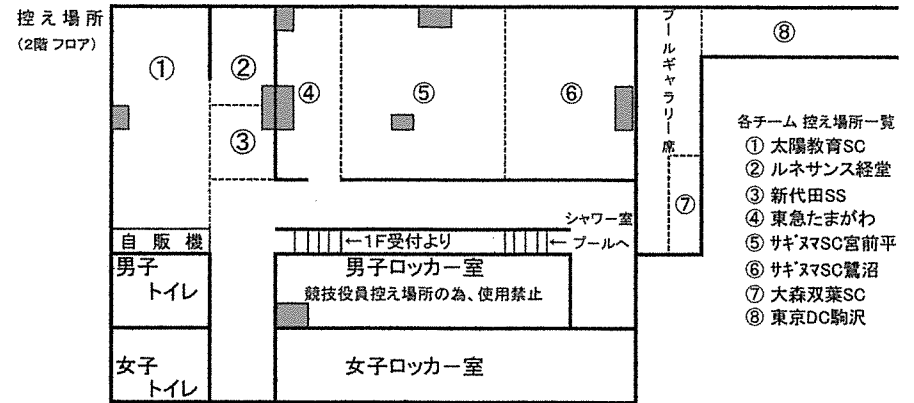 控え場所
（2階 フロア）
①
②
③
④
⑤
⑥
プールギャラリー席
⑦
⑧
各チーム 控え場所一覧
① 太陽教育SC
② ルネサンス経堂
③ 新代田SS
④ 東急たまがわ
⑤ サギヌマSC宮前平
⑥ サギヌマSC鷺沼
⑦ 大森双葉SC
⑧ 東京DC駒沢
シャワー室
自販機
←1F受付より
← プールへ
男子
トイレ
男子ロッカー室
競技役員控え場所の為、使用禁止
女子
トイレ
女子ロッカー室